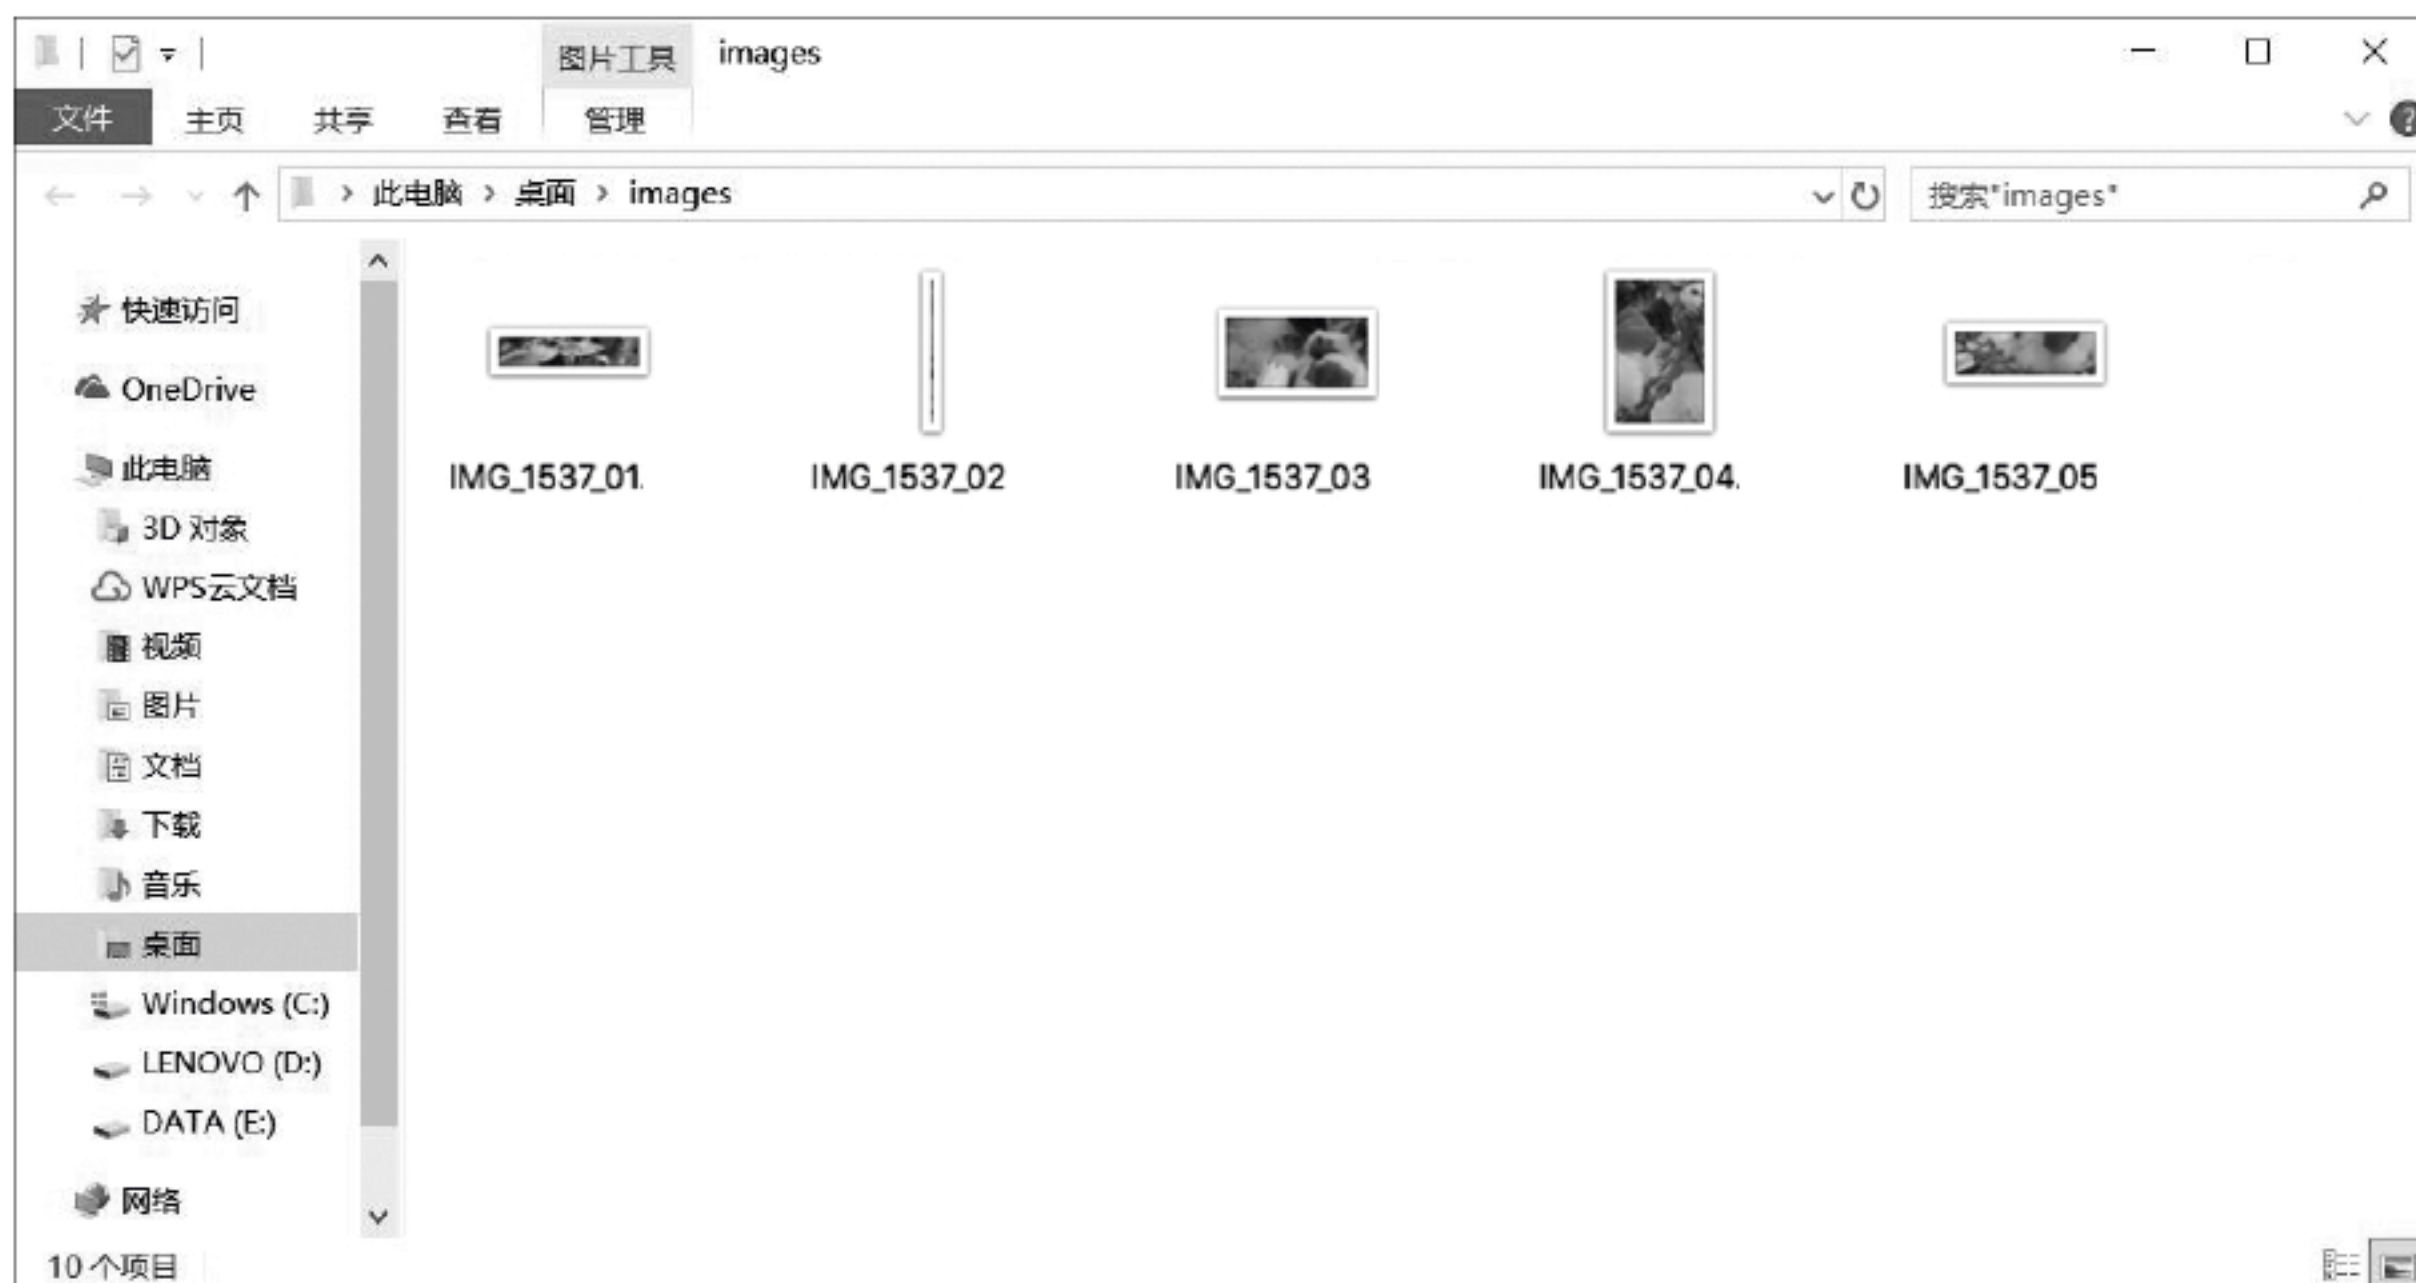 图片工具 images
文件 主页 共享 查看 管理
此电脑 > 桌面 > images
搜索"images"
快速访问
OneDrive
此电脑
3D 对象
WPS云文档
视频
图片
文档
下载
音乐
桌面
Windows (C:)
LENOVO (D:)
DATA (E:)
网络
IMG_1537_01. IMG_1537_02 IMG_1537_03 IMG_1537_04. IMG_1537_05
10 个项目